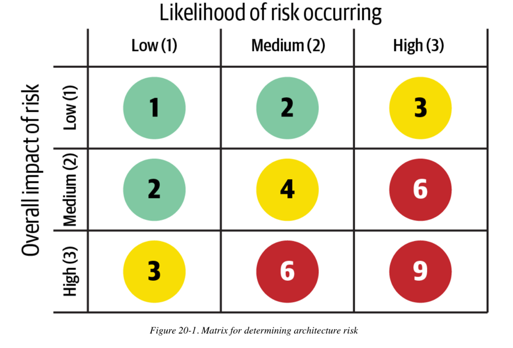 Likelihood of risk occurring
Low (1) Medium (2) High (3)
Overall impact of risk
Low (1) 1 2 3
Medium (2) 2 4 6
High (3) 3 6 9
Figure 20-1. Matrix for determining architecture risk